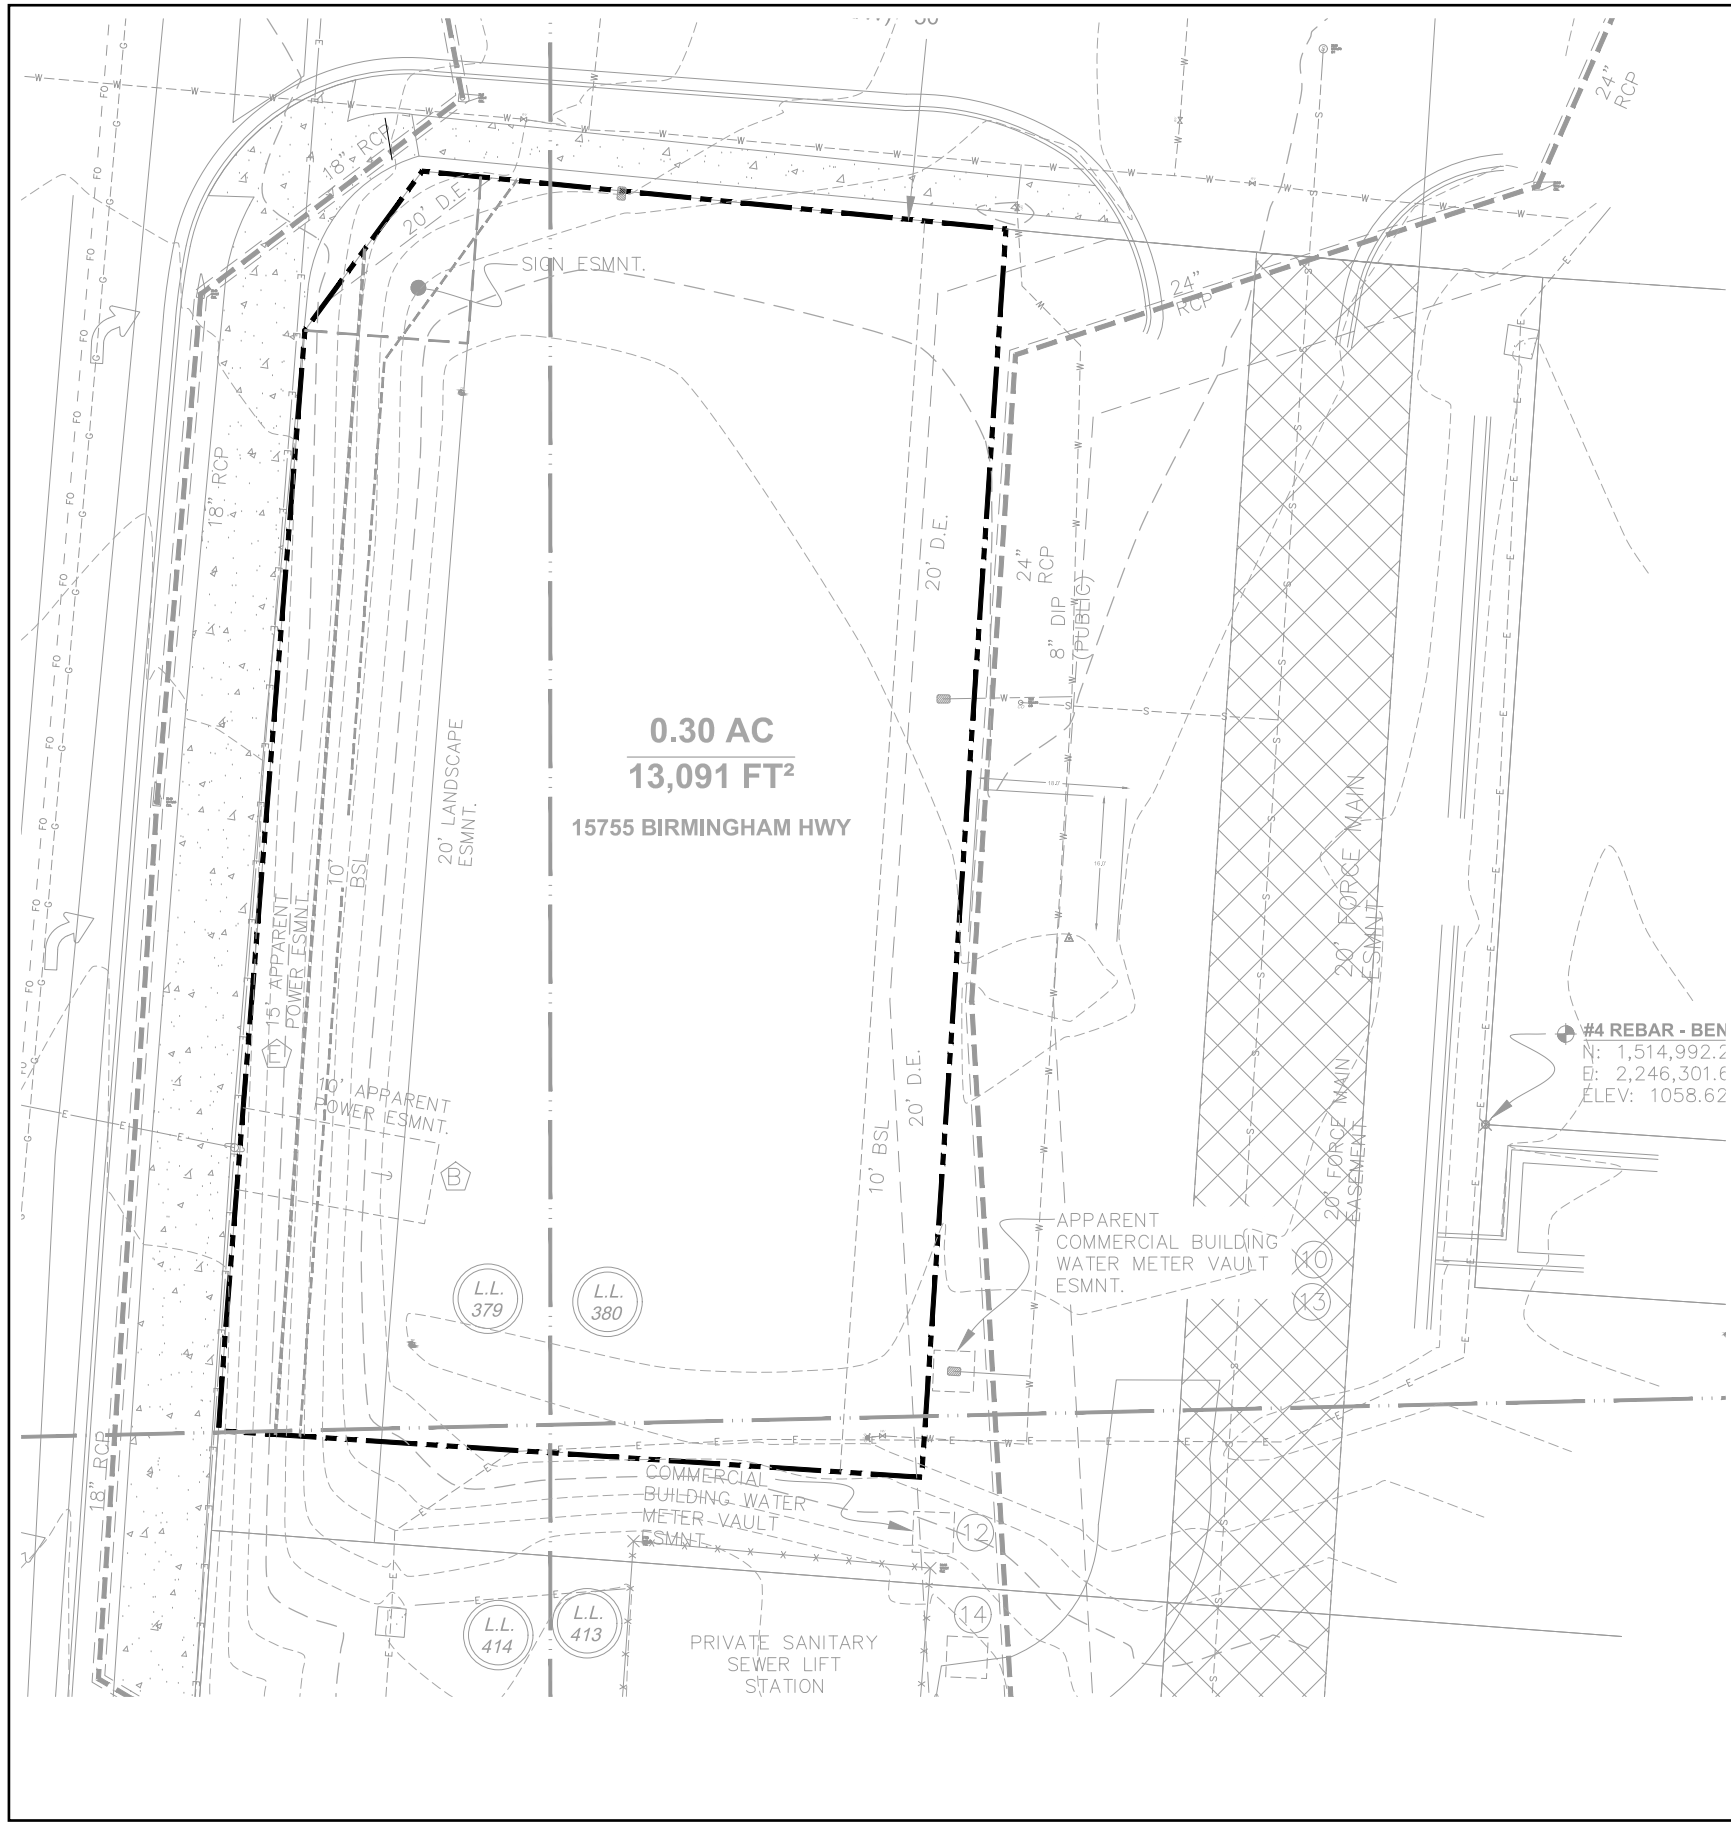 24"
RCP
18" RCP
20' D.E.
SIGN ESMNT.
24"
RCP
18" RCP
20' D.E.
24"
RCP
8" DIP
(PUBLIC)
0.30 AC
13,091 FT²
15755 BIRMINGHAM HWY
20' LANDSCAPE
ESMNT.
10'
BSL
15' APPARENT
POWER ESMNT
E
20' FORCE MAIN
ESMNT
#4 REBAR - BEN
N: 1,514,992.2
E: 2,246,301.6
ELEV: 1058.62
10' APPARENT
POWER ESMNT.
B
20' D.E.
10' BSL
20' FORCE MAIN
EASEMENT
APPARENT
COMMERCIAL BUILDING
WATER METER VAULT
ESMNT.
10
13
L.L.
379
L.L.
380
18" RCP
COMMERCIAL
BUILDING WATER
METER VAULT
ESMNT
12
14
L.L.
414
L.L.
413
PRIVATE SANITARY
SEWER LIFT
STATION